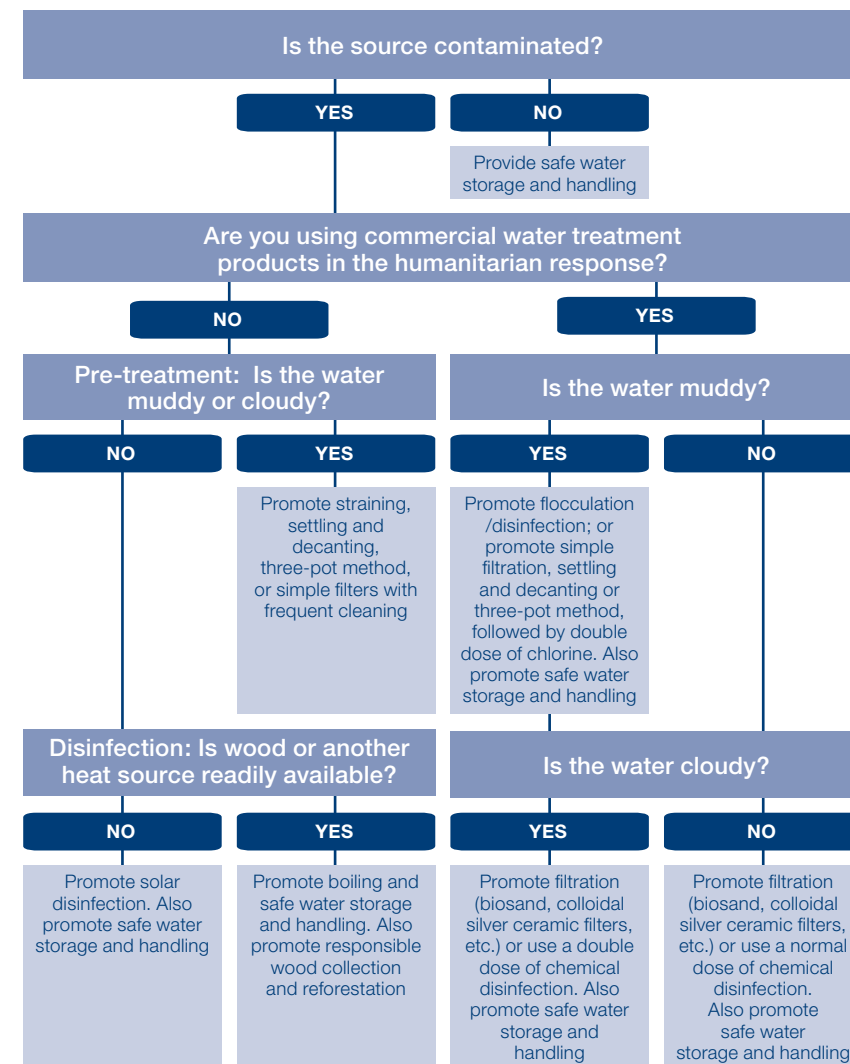 Is the source contaminated?
YES
NO
Provide safe water
storage and handling
Are you using commercial water treatment
products in the humanitarian response?
NO
YES
Pre-treatment: Is the water
muddy or cloudy?
Is the water muddy?
NO
YES
YES
NO
Promote straining,
settling and
decanting,
three-pot method,
or simple filters with
frequent cleaning
Promote flocculation
/disinfection; or
promote simple
filtration, settling
and decanting or
three-pot method,
followed by double
dose of chlorine. Also
promote safe water
storage and handling
Disinfection: Is wood or another
heat source readily available?
Is the water cloudy?
NO
YES
YES
NO
Promote solar
disinfection. Also
promote safe water
storage and handling
Promote boiling and
safe water storage
and handling. Also
promote responsible
wood collection
and reforestation
Promote filtration
(biosand, colloidal
silver ceramic filters,
etc.) or use a double
dose of chemical
disinfection. Also
promote safe water
storage and
handling
Promote filtration
(biosand, colloidal
silver ceramic filters,
etc.) or use a normal
dose of chemical
disinfection.
Also promote
safe water
storage and handling